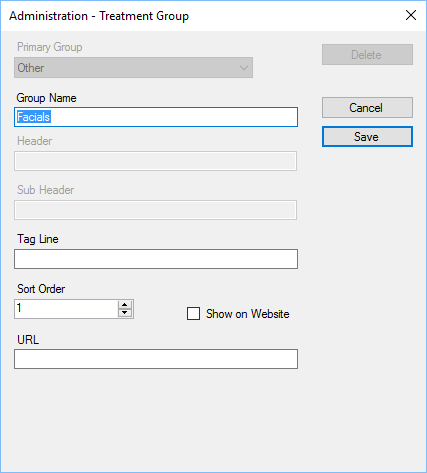 Administration - Treatment Group
Primary Group
Delete
Other
Group Name
Cancel
Facials
Save
Header
Sub Header
Tag Line
Sort Order
1
Show on Website
URL